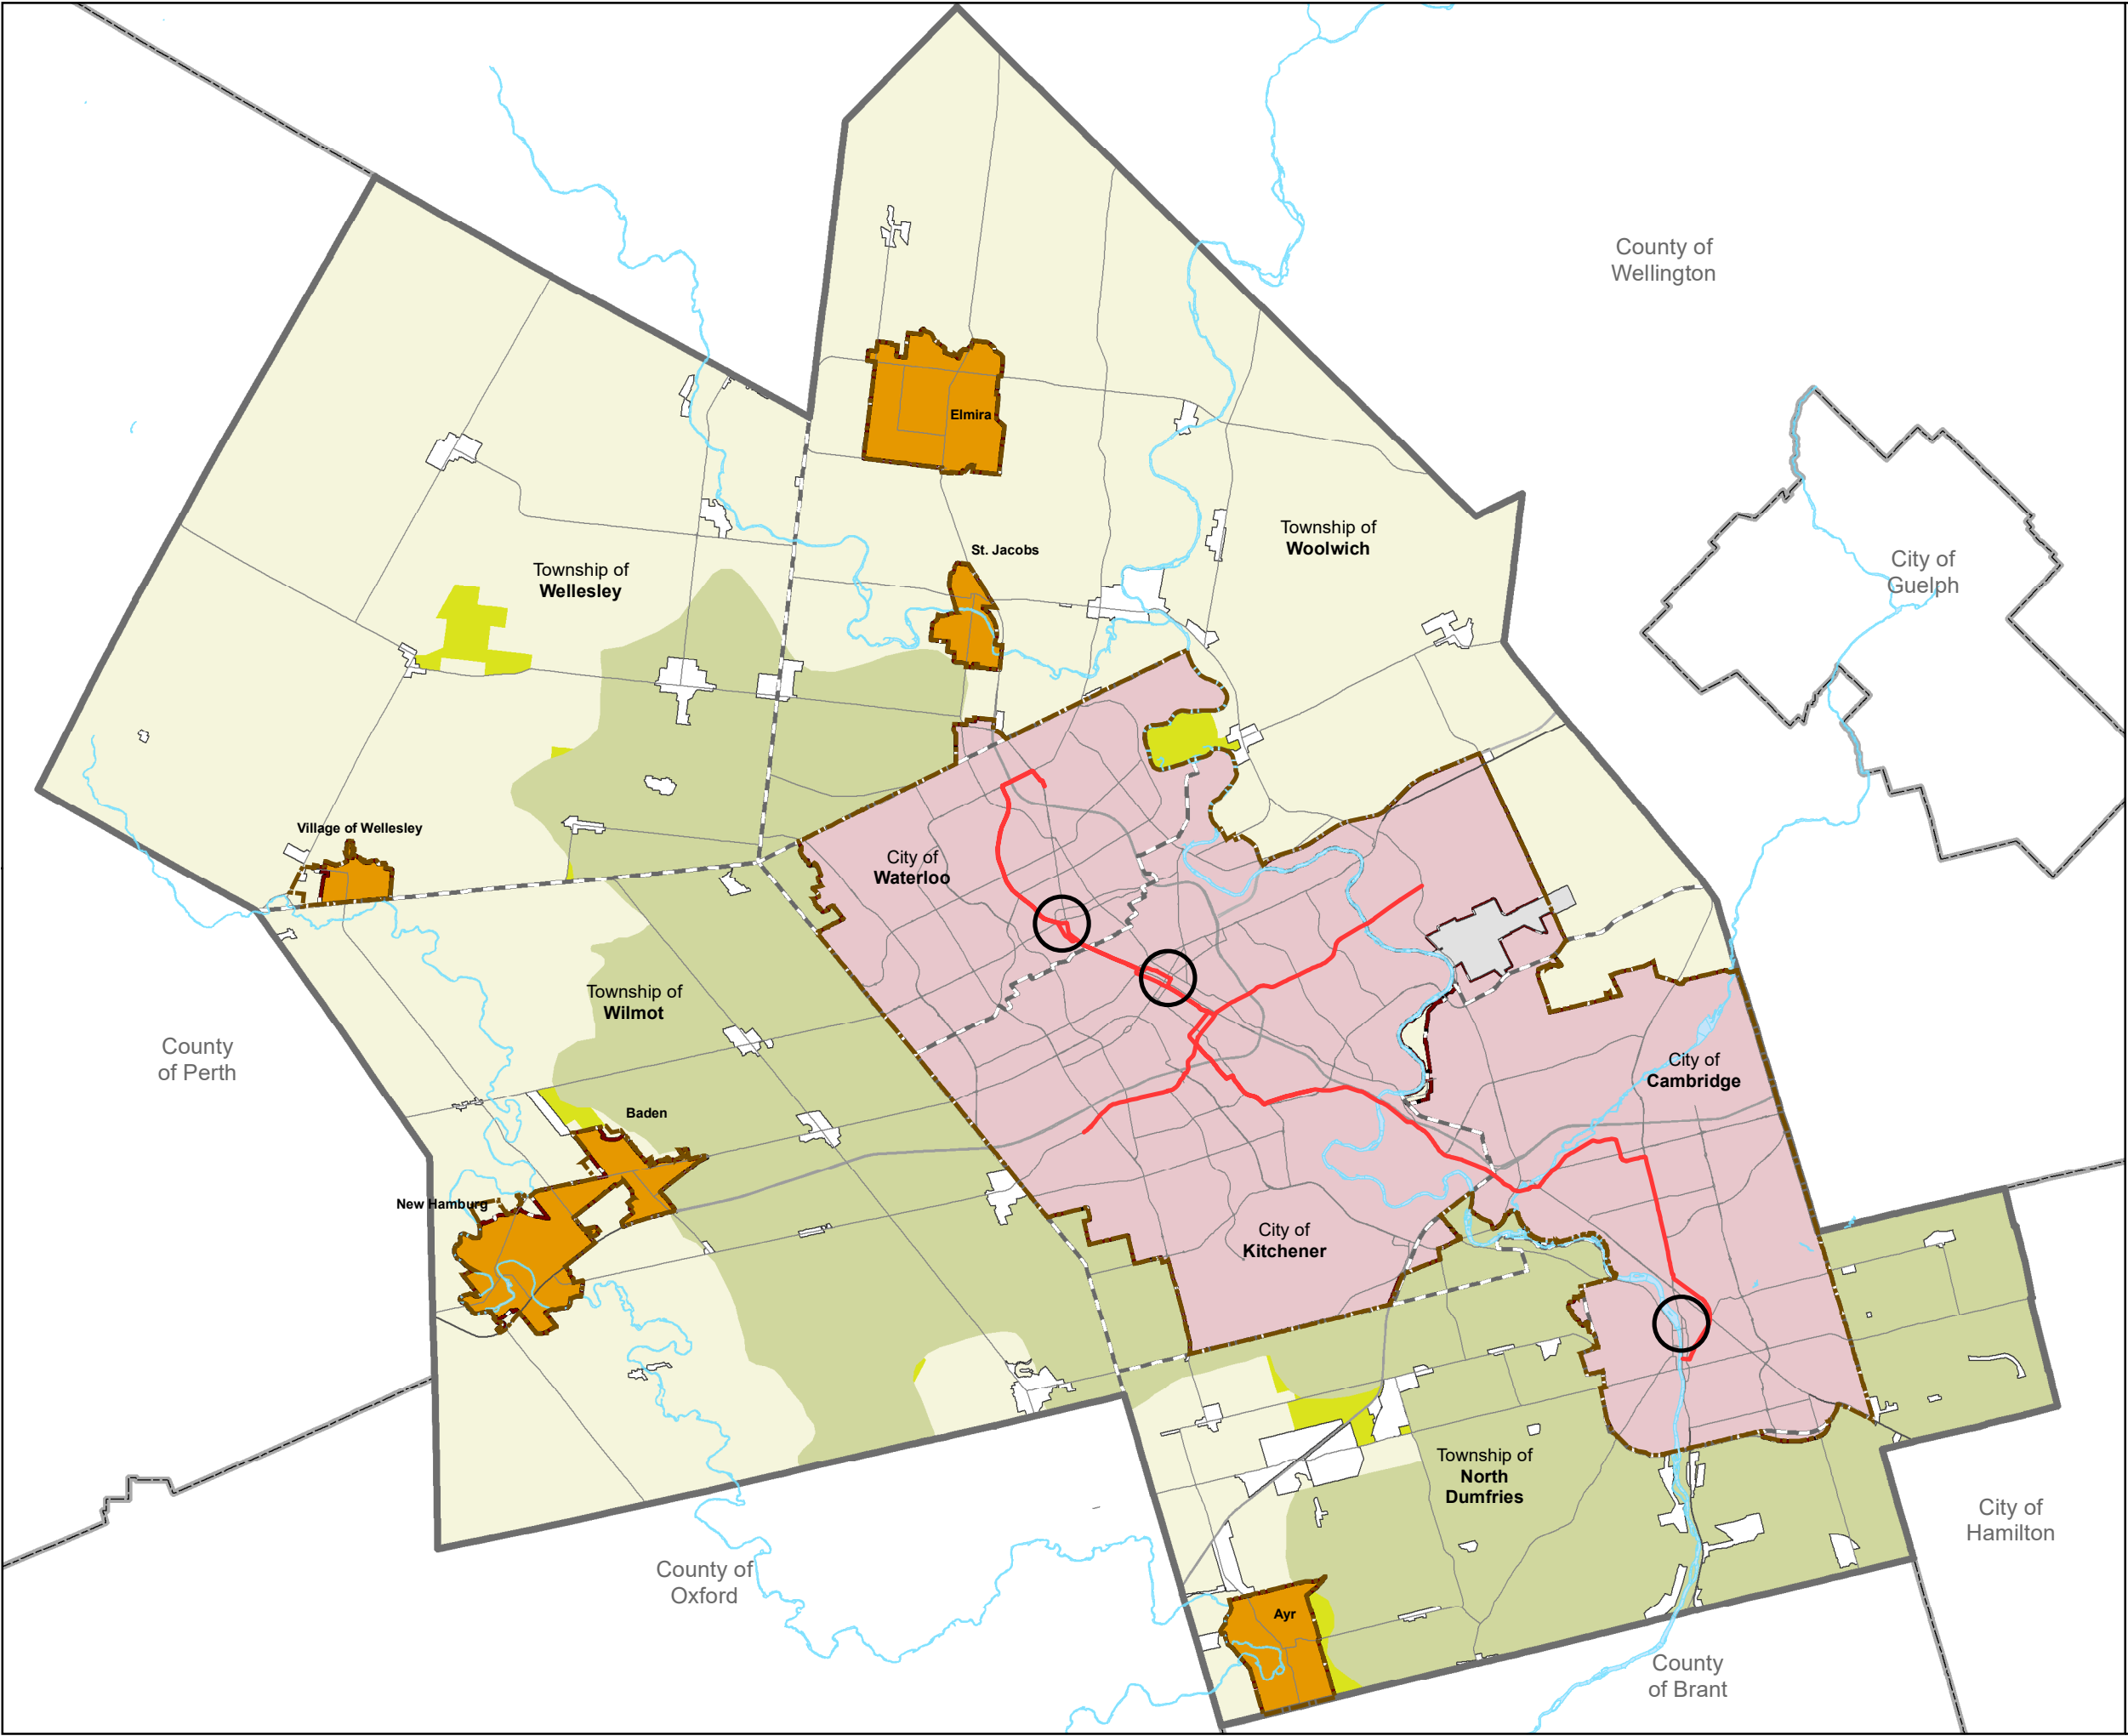 County of
Wellington
Elmira
Township of
Woolwich
St. Jacobs
City of
Guelph
Township of
Wellesley
Village of Wellesley
City of
Waterloo
Township of
Wilmot
County
of Perth
City of
Cambridge
Baden
New Hamburg
City of
Kitchener
Township of
North
Dumfries
City of
Hamilton
County of
Oxford
Ayr
County
of Brant